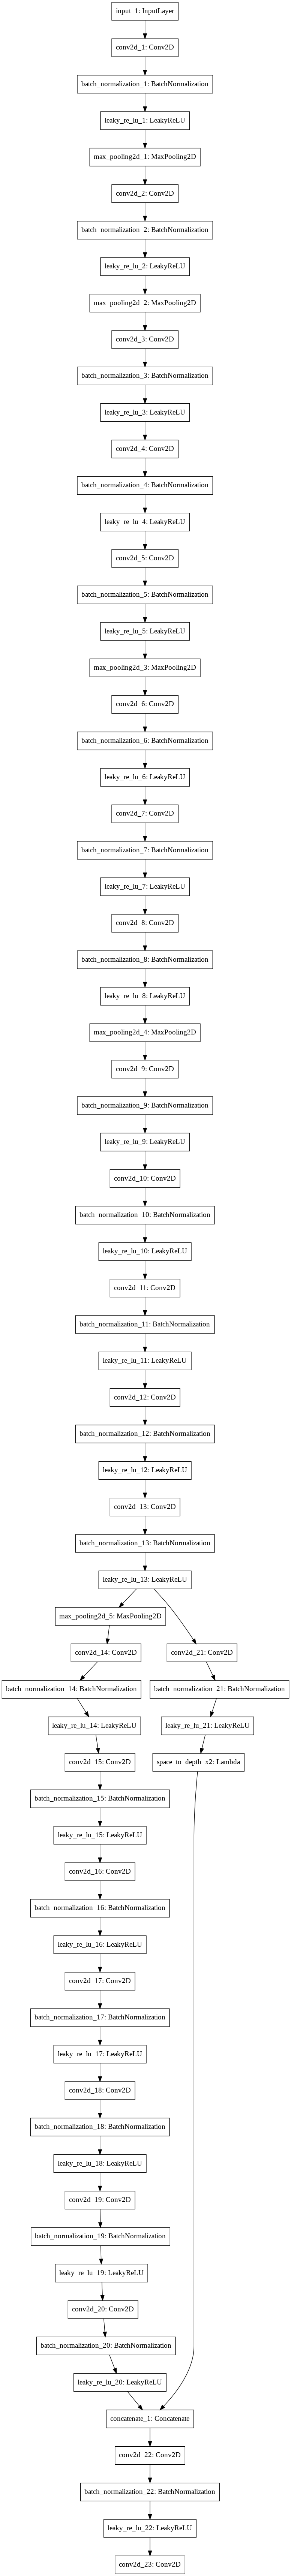 input_1: InputLayer
conv2d_1: Conv2D
batch_normalization_1: BatchNormalization
leaky_re_lu_1: LeakyReLU
max_pooling2d_1: MaxPooling2D
conv2d_2: Conv2D
batch_normalization_2: BatchNormalization
leaky_re_lu_2: LeakyReLU
max_pooling2d_2: MaxPooling2D
conv2d_3: Conv2D
batch_normalization_3: BatchNormalization
leaky_re_lu_3: LeakyReLU
conv2d_4: Conv2D
batch_normalization_4: BatchNormalization
leaky_re_lu_4: LeakyReLU
conv2d_5: Conv2D
batch_normalization_5: BatchNormalization
leaky_re_lu_5: LeakyReLU
max_pooling2d_3: MaxPooling2D
conv2d_6: Conv2D
batch_normalization_6: BatchNormalization
leaky_re_lu_6: LeakyReLU
conv2d_7: Conv2D
batch_normalization_7: BatchNormalization
leaky_re_lu_7: LeakyReLU
conv2d_8: Conv2D
batch_normalization_8: BatchNormalization
leaky_re_lu_8: LeakyReLU
max_pooling2d_4: MaxPooling2D
conv2d_9: Conv2D
batch_normalization_9: BatchNormalization
leaky_re_lu_9: LeakyReLU
conv2d_10: Conv2D
batch_normalization_10: BatchNormalization
leaky_re_lu_10: LeakyReLU
conv2d_11: Conv2D
batch_normalization_11: BatchNormalization
leaky_re_lu_11: LeakyReLU
conv2d_12: Conv2D
batch_normalization_12: BatchNormalization
leaky_re_lu_12: LeakyReLU
conv2d_13: Conv2D
batch_normalization_13: BatchNormalization
leaky_re_lu_13: LeakyReLU
max_pooling2d_5: MaxPooling2D
conv2d_14: Conv2D
conv2d_21: Conv2D
batch_normalization_14: BatchNormalization
batch_normalization_21: BatchNormalization
leaky_re_lu_14: LeakyReLU
leaky_re_lu_21: LeakyReLU
conv2d_15: Conv2D
space_to_depth_x2: Lambda
batch_normalization_15: BatchNormalization
leaky_re_lu_15: LeakyReLU
conv2d_16: Conv2D
batch_normalization_16: BatchNormalization
leaky_re_lu_16: LeakyReLU
conv2d_17: Conv2D
batch_normalization_17: BatchNormalization
leaky_re_lu_17: LeakyReLU
conv2d_18: Conv2D
batch_normalization_18: BatchNormalization
leaky_re_lu_18: LeakyReLU
conv2d_19: Conv2D
batch_normalization_19: BatchNormalization
leaky_re_lu_19: LeakyReLU
conv2d_20: Conv2D
batch_normalization_20: BatchNormalization
leaky_re_lu_20: LeakyReLU
concatenate_1: Concatenate
conv2d_22: Conv2D
batch_normalization_22: BatchNormalization
leaky_re_lu_22: LeakyReLU
conv2d_23: Conv2D